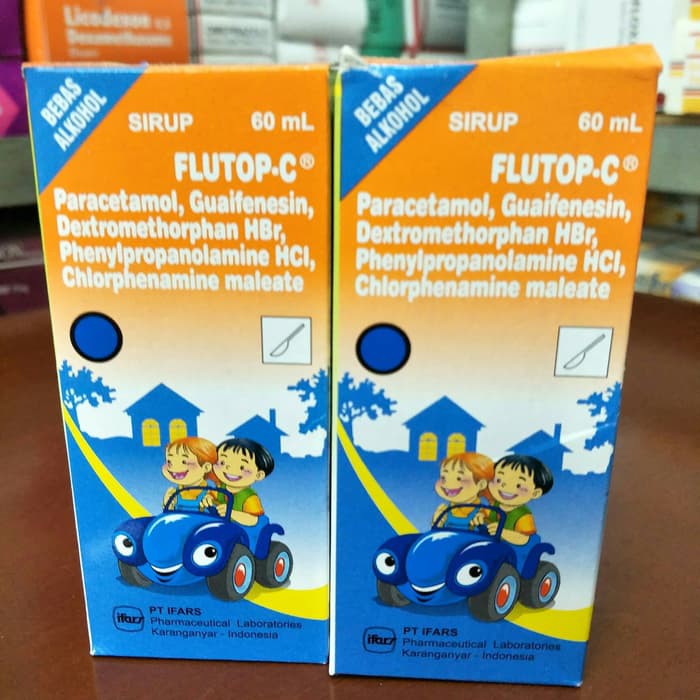 Licodexon
Dexamethasone
BEBAS
ALKOHOL
SIRUP 60 mL
FLUTOP-C®
Paracetamol, Guaifenesin,
Dextromethorphan HBr,
Phenylpropanolamine HCl,
Chlorphenamine maleate
ifars
PT IFARS
Pharmaceutical Laboratories
Karanganyar - Indonesia
BEBAS
ALKOHOL
SIRUP 60 mL
FLUTOP-C®
Paracetamol, Guaifenesin,
Dextromethorphan HBr,
Phenylpropanolamine HCl,
Chlorphenamine maleate
ifars
PT IFARS
Pharmaceutical Laboratories
Karanganyar - Indonesia